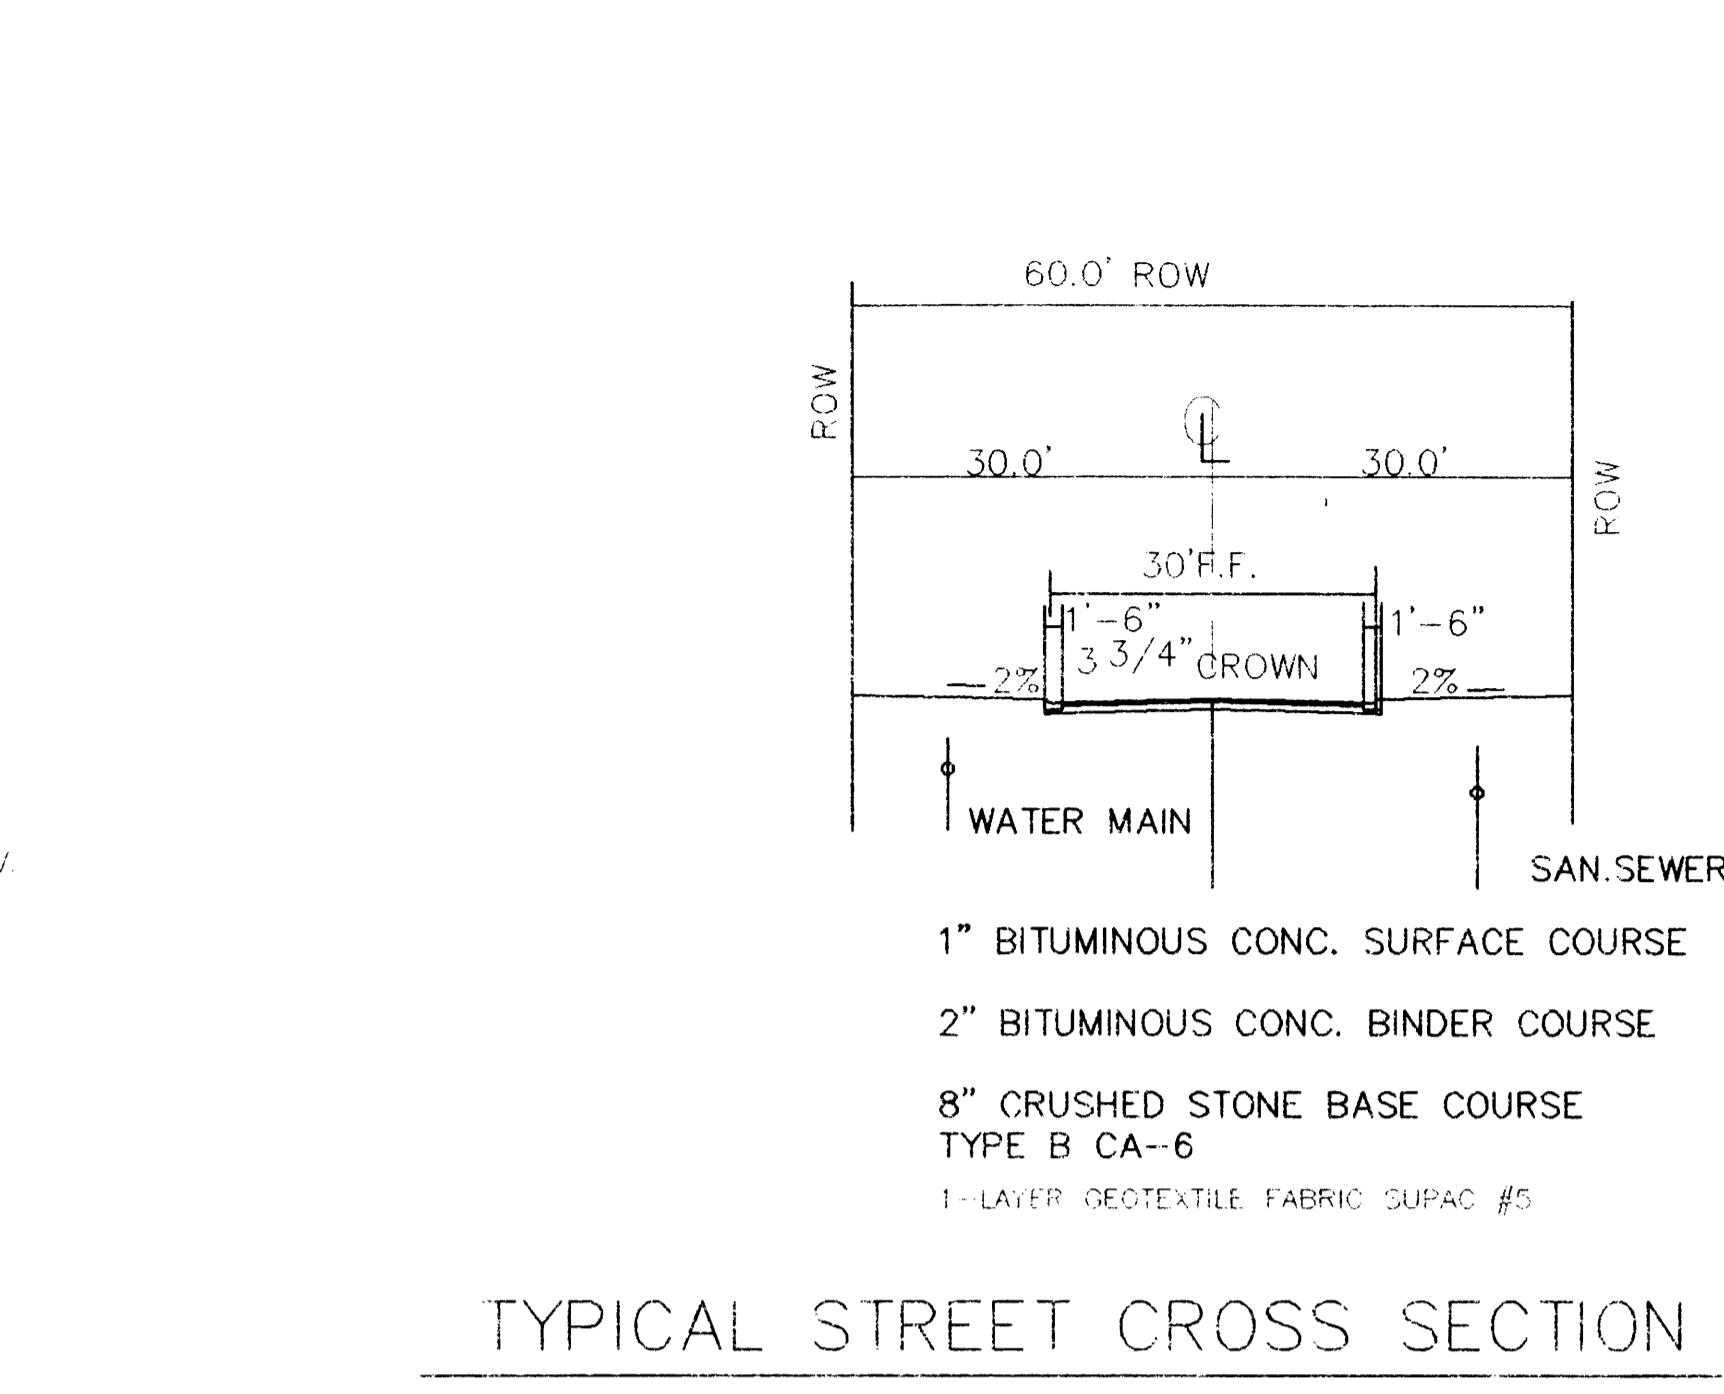 60.0' ROW
ROW
CL
30.0' 30.0'
ROW
30'F.F.
1'-6" 1'-6"
3 3/4" CROWN
2% 2%
WATER MAIN
SAN.SEWER
1" BITUMINOUS CONC. SURFACE COURSE
2" BITUMINOUS CONC. BINDER COURSE
8" CRUSHED STONE BASE COURSE
TYPE B CA-6
1-LAYER GEOTEXTILE FABRIC SUPAC #5
TYPICAL STREET CROSS SECTION